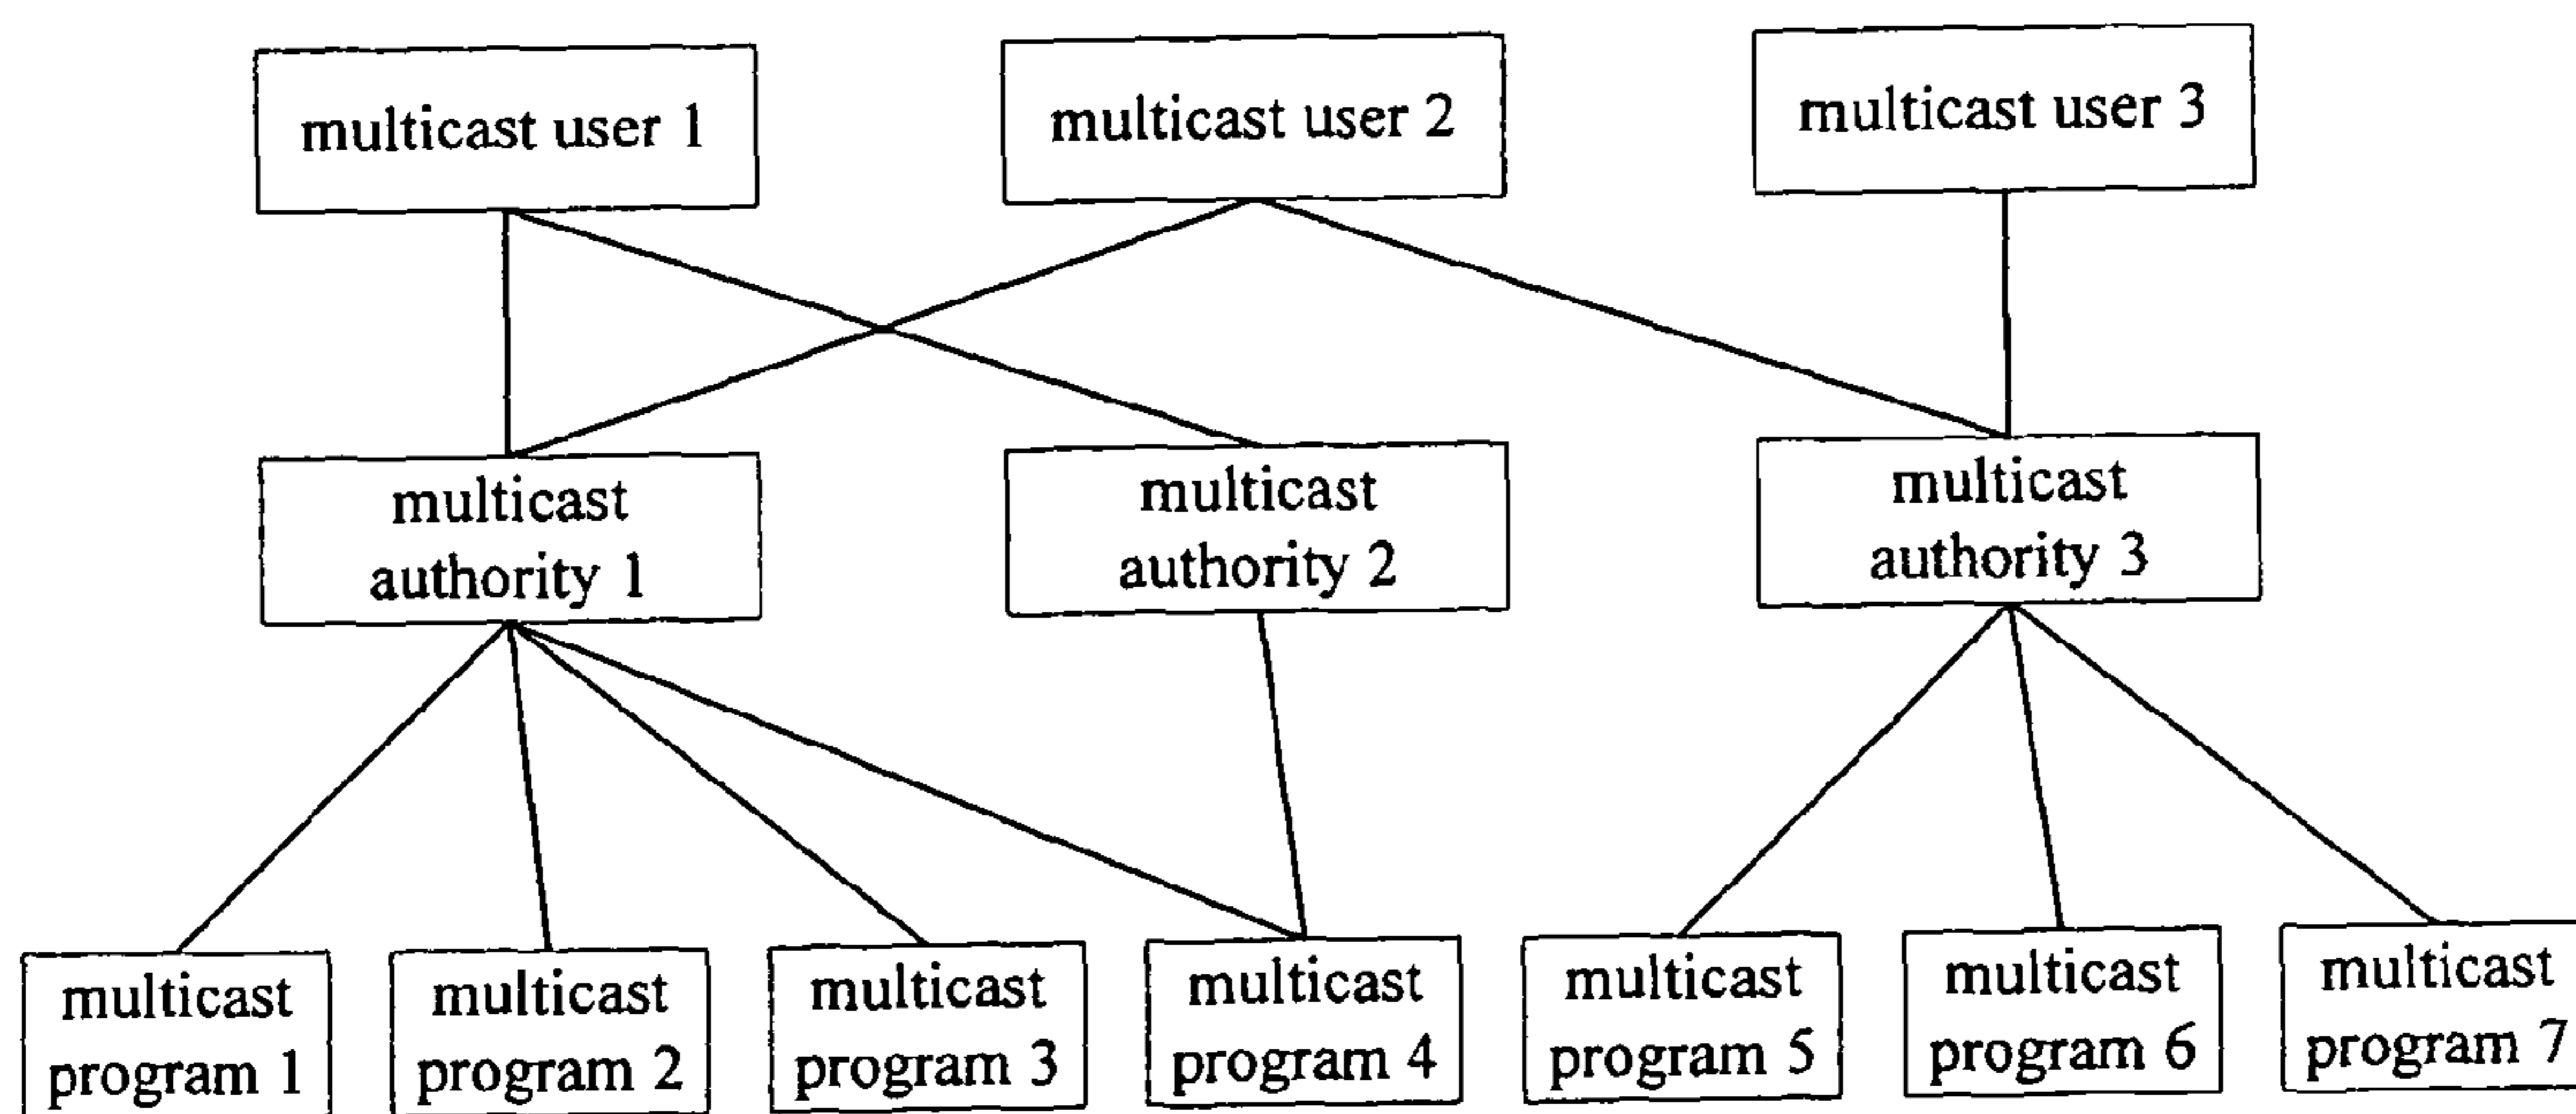 multicast user 1
multicast user 2
multicast user 3
multicast
authority 1
multicast
authority 2
multicast
authority 3
multicast
program 1
multicast
program 2
multicast
program 3
multicast
program 4
multicast
program 5
multicast
program 6
multicast
program 7